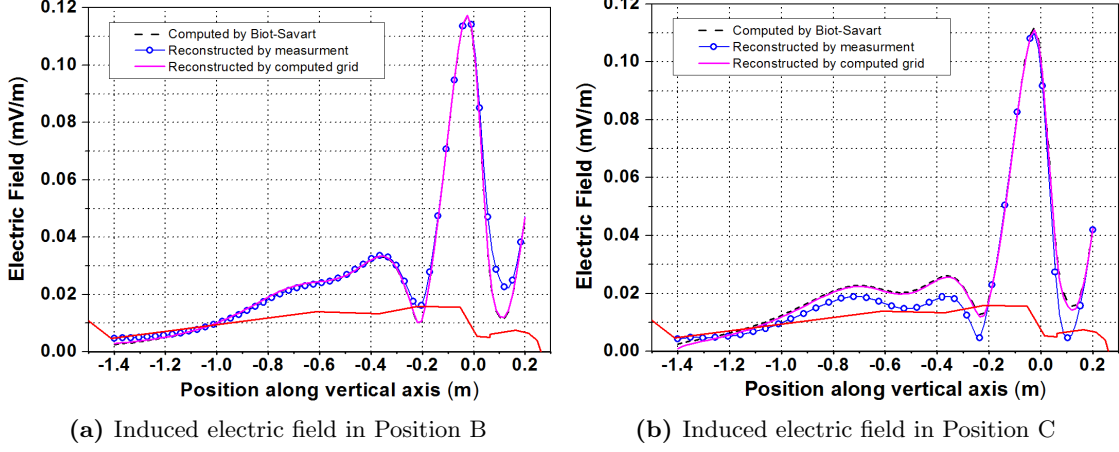 0.12
0.10
0.08
0.06
0.04
0.02
0.00
Electric Field (mV/m)
Computed by Biot-Savart
Reconstructed by measurment
Reconstructed by computed grid
-1.4 -1.2 -1.0 -0.8 -0.6 -0.4 -0.2 0.0 0.2
Position along vertical axis (m)
(a) Induced electric field in Position B
0.12
0.10
0.08
0.06
0.04
0.02
0.00
Electric Field (mV/m)
Computed by Biot-Savart
Reconstructed by measurment
Reconstructed by computed grid
-1.4 -1.2 -1.0 -0.8 -0.6 -0.4 -0.2 0.0 0.2
Position along vertical axis (m)
(b) Induced electric field in Position C